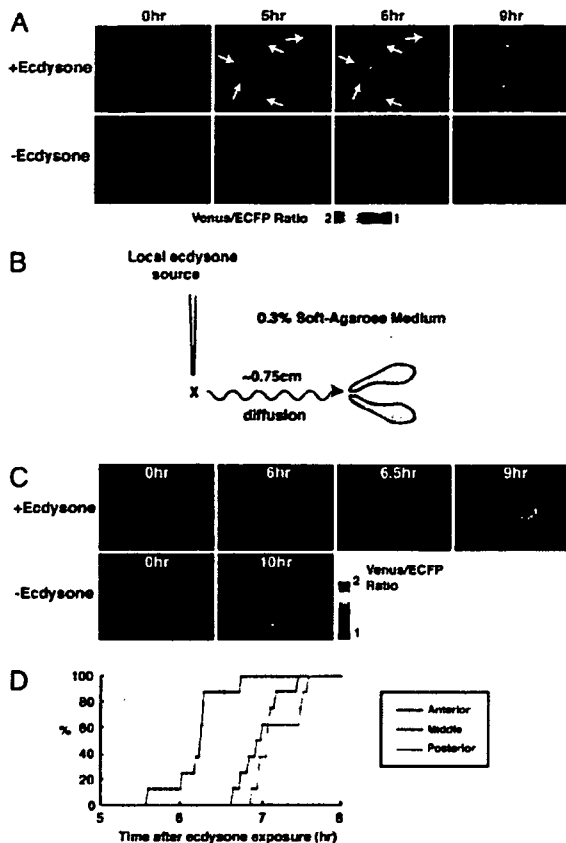 A
0hr 5hr 6hr 9hr
+Ecdysone
-Ecdysone
Venus/ECFP Ratio 2 1
B
Local ecdysone
source
0.3% Soft-Agarose Medium
~0.75cm
X
diffusion
C
0hr 6hr 6.5hr 9hr
+Ecdysone
0hr 10hr
-Ecdysone
Venus/ECFP
Ratio
2
1
D
100
80
%
60
40
20
0
5 6 7 8
Time after ecdysone exposure (hr)
Anterior
Middle
Posterior